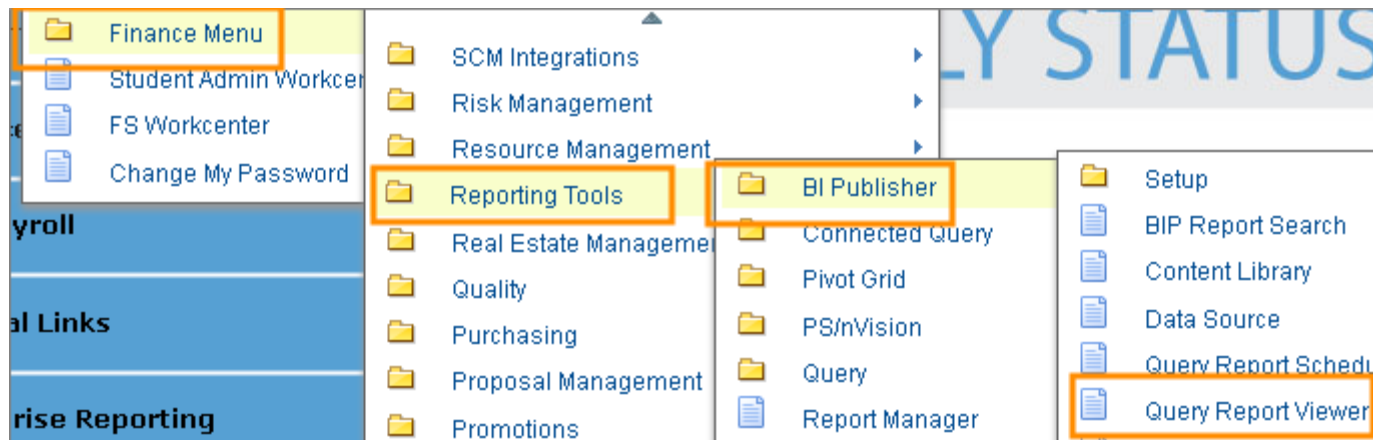 Finance Menu
Student Admin
FS Workcenter
Change My Password
al Links
rise Reporting
SCM Integrations
Risk Management
Resource Management
Reporting Tools
Real Estate
Quality
Purchasing
Proposal Management
Promotions
BI Publisher
Connected Query
Pivot Grid
PS/nVision
Query
Report Manager
Setup
BIP Report Search
Content Library
Data Source
Query Report Schedu
Query Report Viewer
LY STATUS
yroll